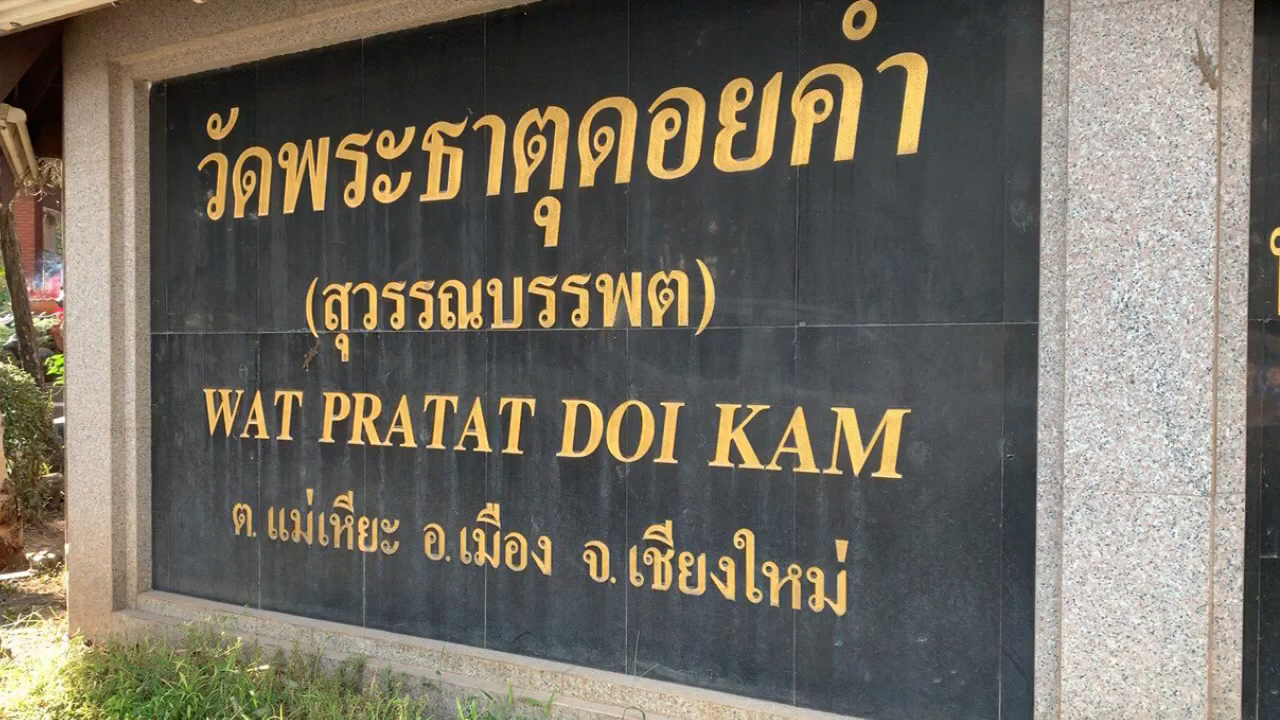 วัดพระธาตุดอยคำ
(สุวรรณบรรพต)
WAT PRATAT DOI KAM
ต. แม่เหียะ อ. เมือง จ. เชียงใหม่